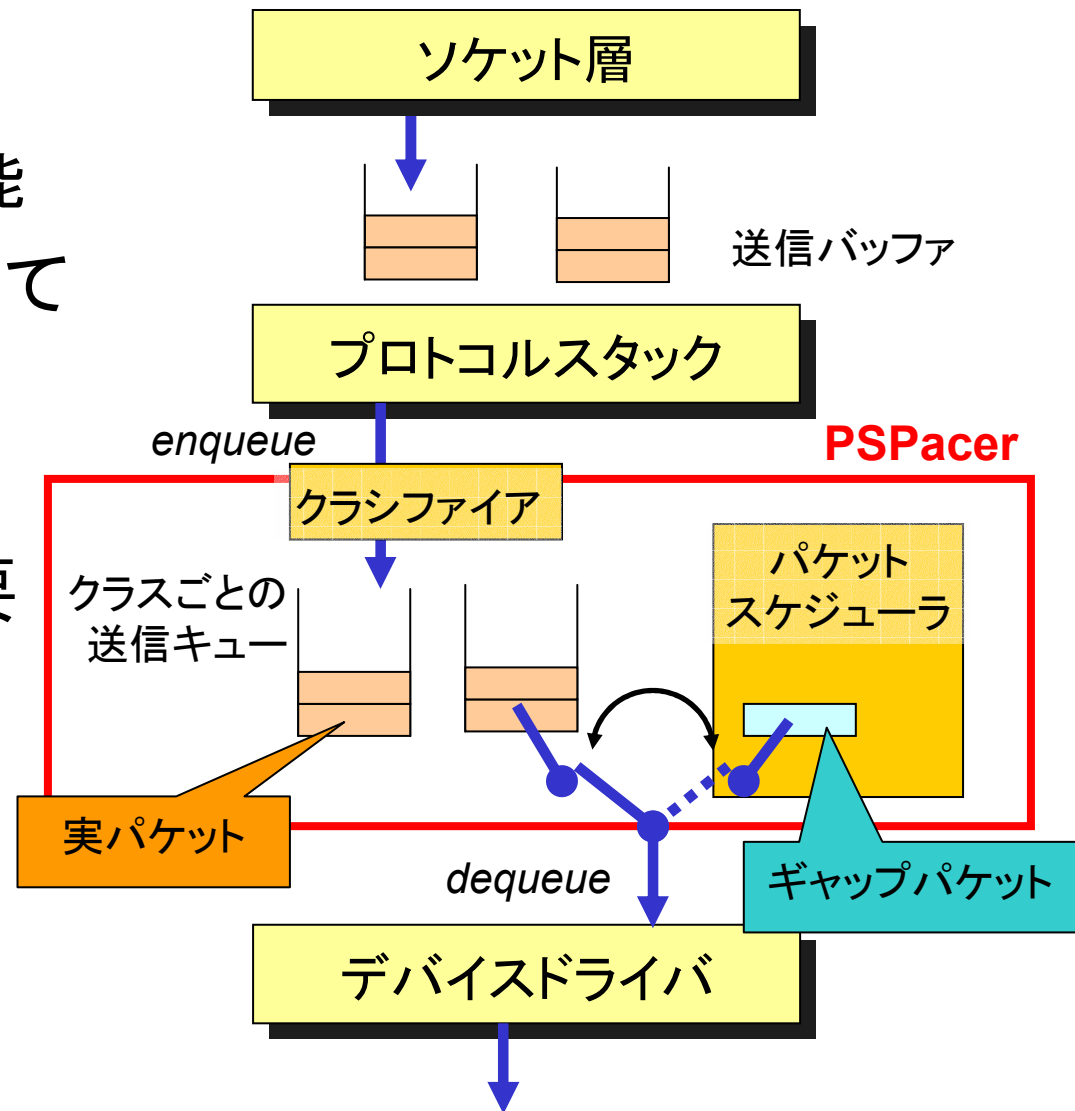 ソケット層
能
て
送信バッファ
プロトコルスタック
enqueue
PSPacer
クラシファイア
要
クラスごとの
送信キュー
パケット
スケジューラ
実パケット
ギャップパケット
dequeue
デバイスドライバ